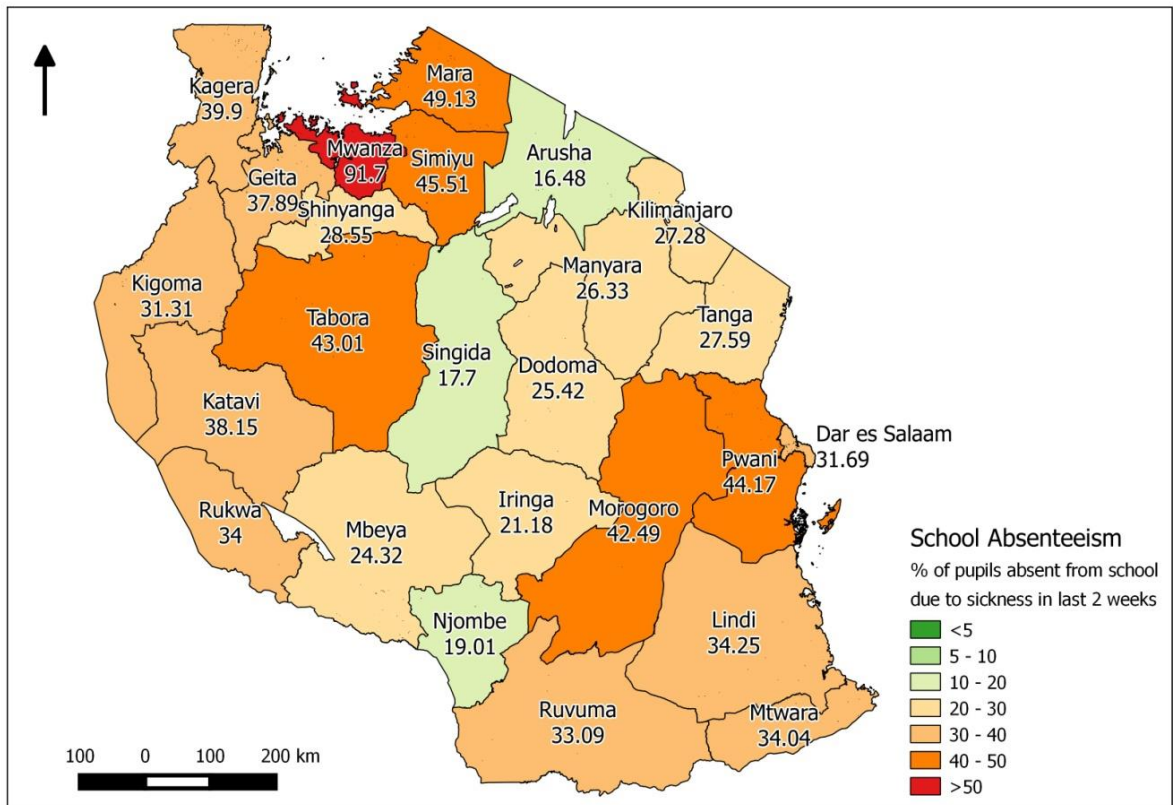 Mara
49.13
Kagera
39.9
Mwanza
91.7
Simiyu
45.51
Arusha
16.48
Geita
37.89
Shinyanga
28.55
Kilimanjaro
27.28
Kigoma
31.31
Manyara
26.33
Tabora
43.01
Tanga
27.59
Singida
17.7
Dodoma
25.42
Katavi
38.15
Dar es Salaam
31.69
Pwani
44.17
Rukwa
34
Mbeya
24.32
Iringa
21.18
Morogoro
42.49
Njombe
19.01
Lindi
34.25
Ruvuma
33.09
Mtwara
34.04
School Absenteeism
% of pupils absent from school
due to sickness in last 2 weeks
<5
5 - 10
10 - 20
20 - 30
30 - 40
40 - 50
>50
100 0 100 200 km